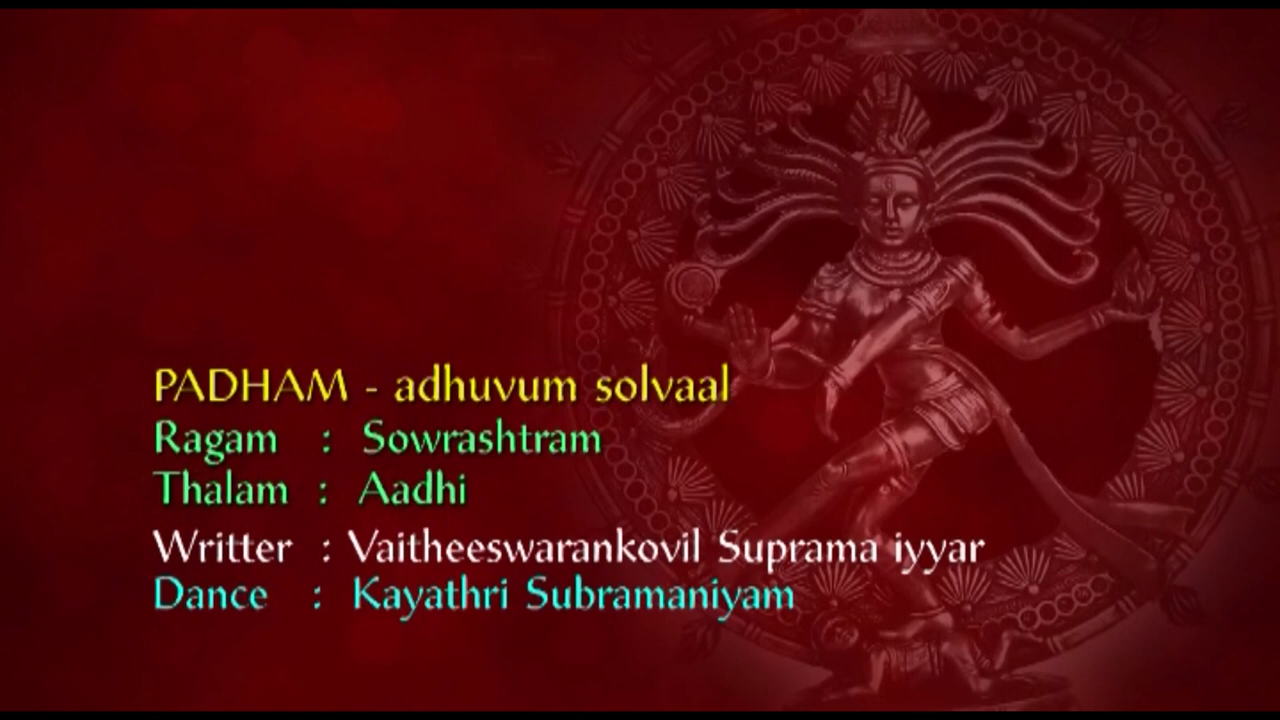 PADHAM - adhuvum solvaal
Ragam : Sowrashtram
Thalam : Aadhi
Writter : Vaitheeswarankovil Suprama iyyar
Dance : Kayathri Subramaniyam